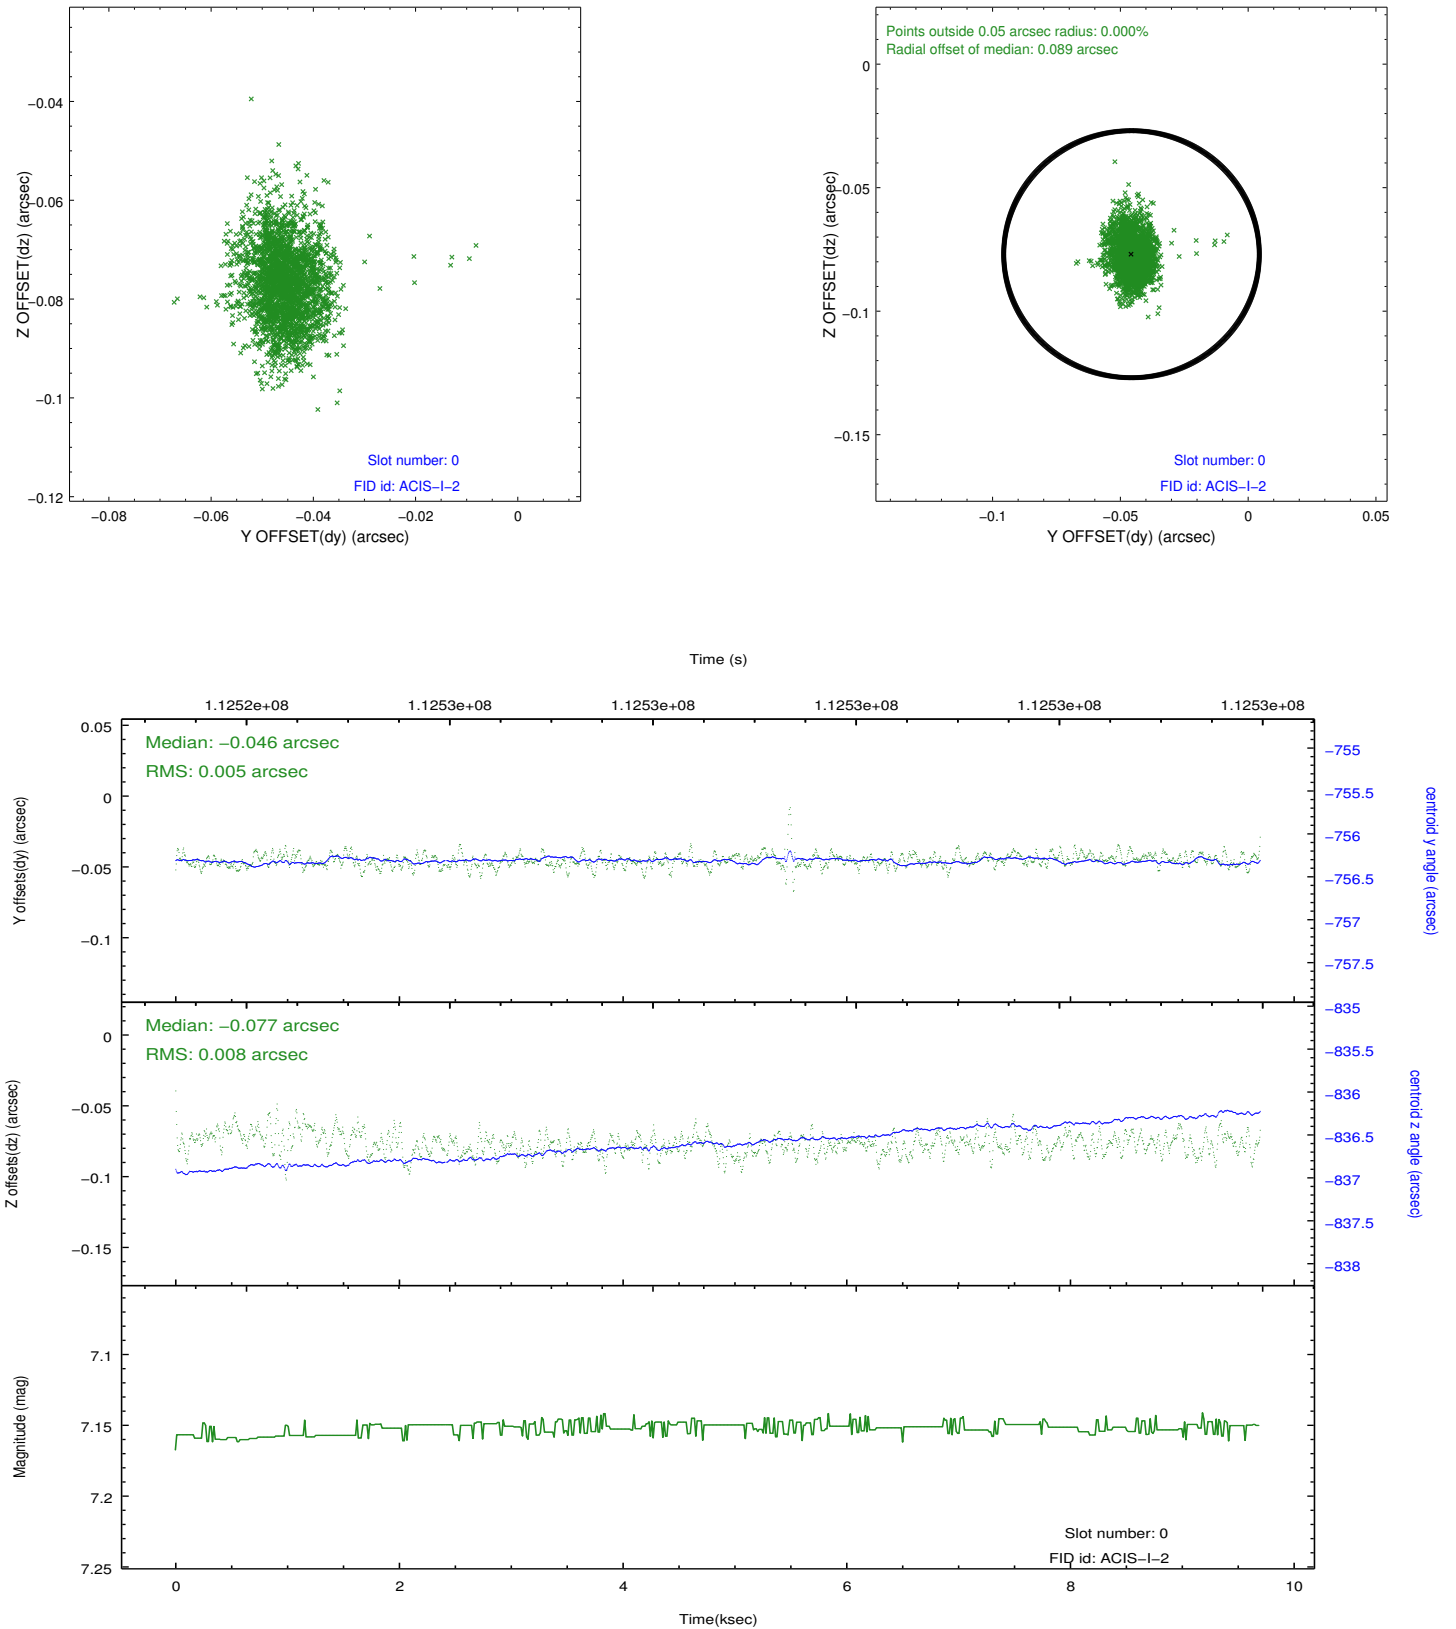 Z OFFSET(dz) (arcsec)
−0.04
−0.06
−0.08
−0.1
−0.12
Slot number: 0
FID id: ACIS−I−2
−0.08 −0.06 −0.04 −0.02 0
Y OFFSET(dy) (arcsec)
Points outside 0.05 arcsec radius: 0.000%
Radial offset of median: 0.089 arcsec
Z OFFSET(dz) (arcsec)
0
−0.05
−0.1
−0.15
Slot number: 0
FID id: ACIS−I−2
−0.1 −0.05 0 0.05
Y OFFSET(dy) (arcsec)
Time (s)
1.1252e+08 1.1253e+08 1.1253e+08 1.1253e+08 1.1253e+08 1.1253e+08
Median: −0.046 arcsec
RMS: 0.005 arcsec
Y offsets(dy) (arcsec)
0.05
0
−0.05
−0.1
−755
−755.5
−756
−756.5
−757
−757.5
centroid y angle (arcsec)
Median: −0.077 arcsec
RMS: 0.008 arcsec
Z offsets(dz) (arcsec)
0
−0.05
−0.1
−0.15
−835
−835.5
−836
−836.5
−837
−837.5
−838
centroid z angle (arcsec)
Magnitude (mag)
7.1
7.15
7.2
7.25
Slot number: 0
FID id: ACIS−I−2
0 2 4 6 8 10
Time(ksec)